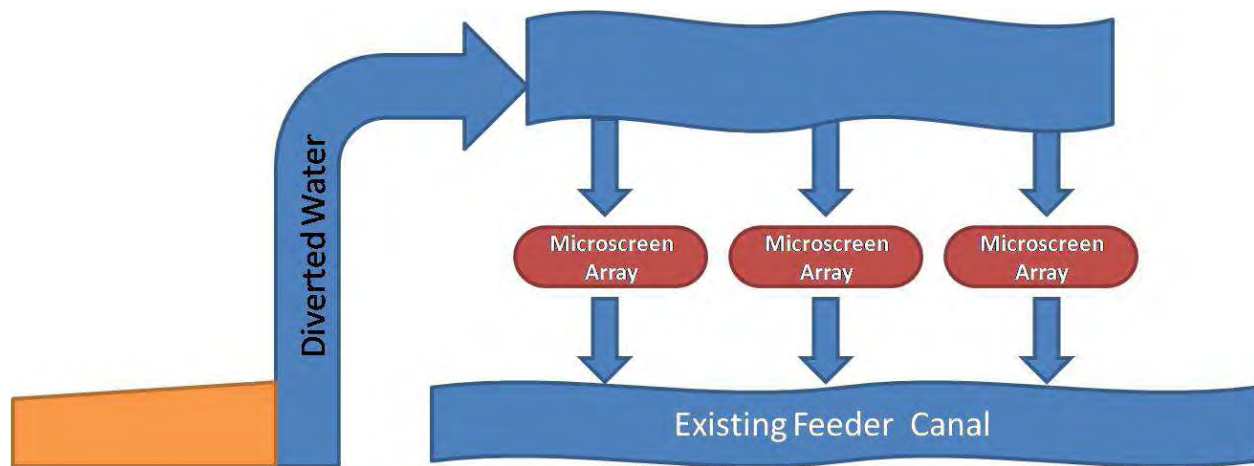 Diverted Water
Microscreen
Array
Microscreen
Array
Microscreen
Array
Existing Feeder Canal